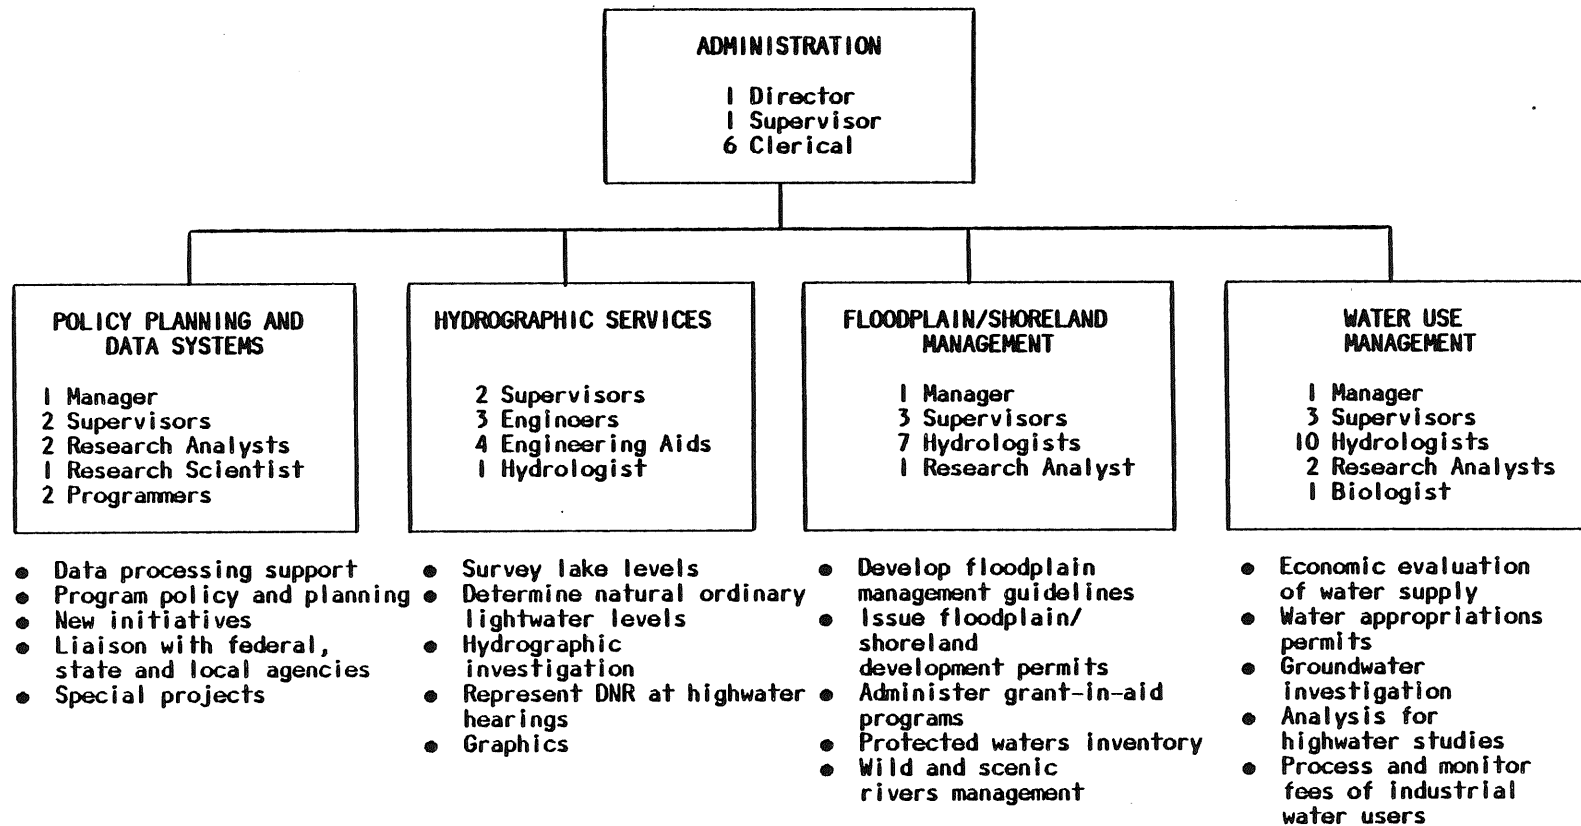 ADMINISTRATION
1 Director
1 Supervisor
6 Clerical
POLICY PLANNING AND
DATA SYSTEMS
1 Manager
2 Supervisors
2 Research Analysts
1 Research Scientist
2 Programmers
● Data processing support
● Program policy and planning
● New initiatives
● Liaison with federal,
state and local agencies
● Special projects
HYDROGRAPHIC SERVICES
2 Supervisors
3 Engineers
4 Engineering Aids
1 Hydrologist
● Survey lake levels
● Determine natural ordinary
lightwater levels
● Hydrographic
investigation
● Represent DNR at highwater
hearings
● Graphics
FLOODPLAIN/SHORELAND
MANAGEMENT
1 Manager
3 Supervisors
7 Hydrologists
1 Research Analyst
● Develop floodplain
management guidelines
● Issue floodplain/
shoreland
development permits
● Administer grant-in-aid
programs
● Protected waters inventory
● Wild and scenic
rivers management
WATER USE
MANAGEMENT
1 Manager
3 Supervisors
10 Hydrologists
2 Research Analysts
1 Biologist
● Economic evaluation
of water supply
● Water appropriations
permits
● Groundwater
investigation
● Analysis for
highwater studies
● Process and monitor
fees of industrial
water users